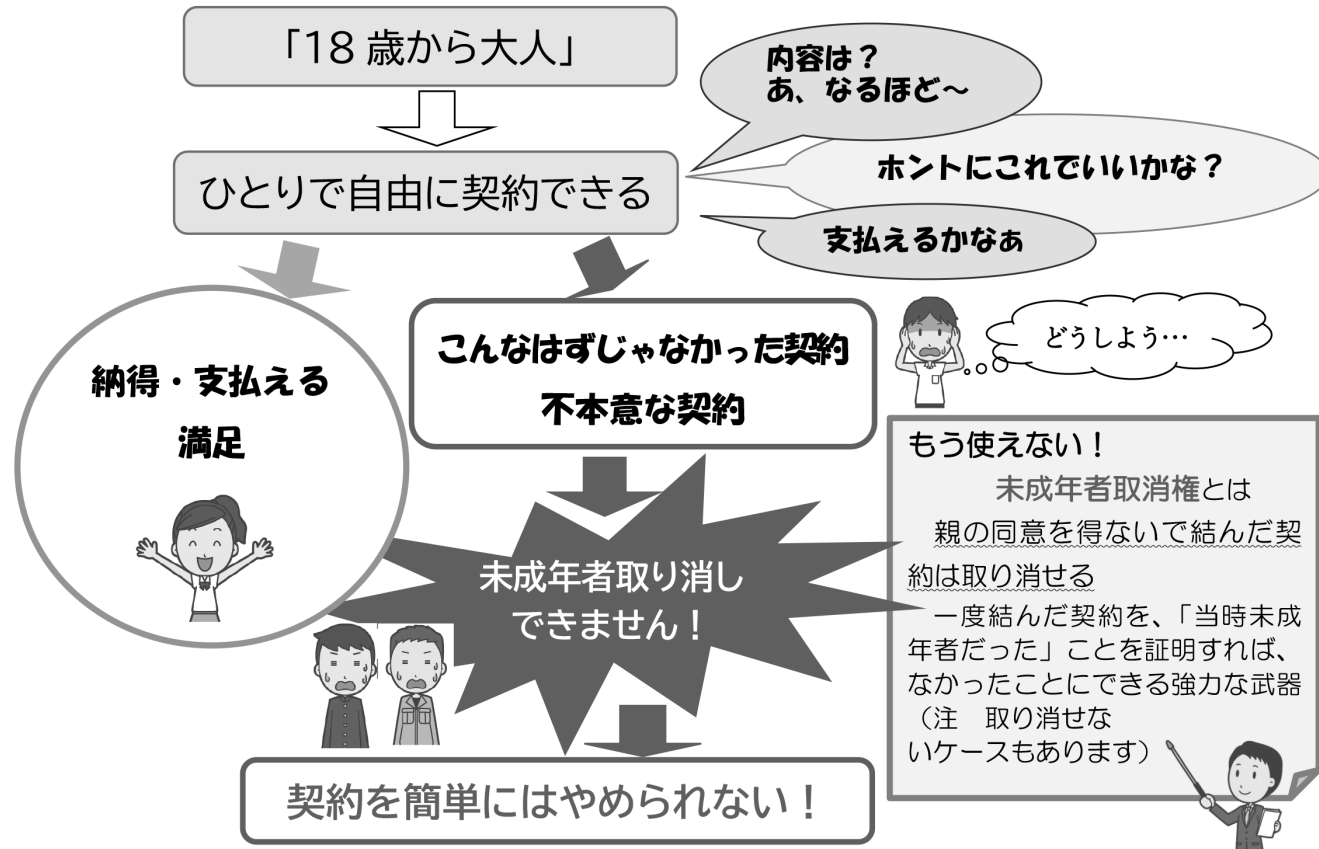 「18 歳から大人」
内容は？
あ、なるほど～
ホントにこれでいいかな？
ひとりで自由に契約できる
支払えるかなぁ
納得・支払える
満足
こんなはずじゃなかった契約
不本意な契約
どうしよう…
未成年者取り消し
できません！
もう使えない！
未成年者取消権とは
親の同意を得ないで結んだ契
約は取り消せる
一度結んだ契約を、「当時未成
年者だった」ことを証明すれば、
なかったことにできる強力な武器
（注　取り消せな
いケースもあります）
契約を簡単にはやめられない！